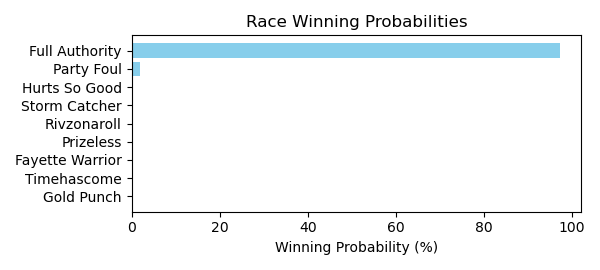 Race Winning Probabilities
Full Authority
Party Foul
Hurts So Good
Storm Catcher
Rivzonaroll
Prizeless
Fayette Warrior
Timehascome
Gold Punch
0 20 40 60 80 100
Winning Probability (%)